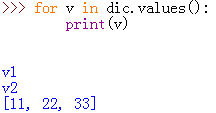 >>> for v in dic.values():
        print(v)
v1
v2
[11, 22, 33]